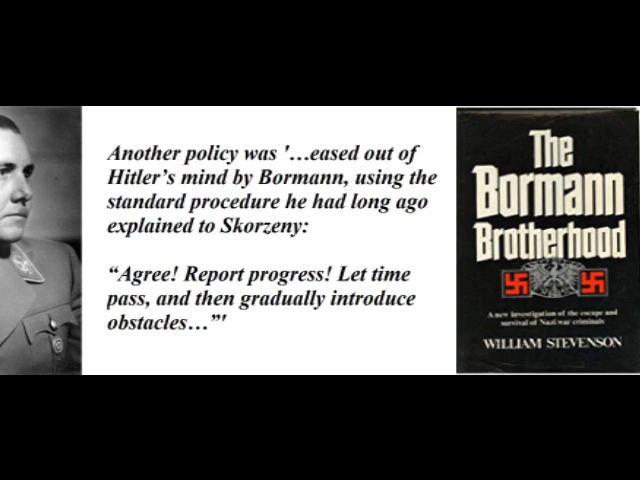 Another policy was '…eased out of
Hitler's mind by Bormann, using the
standard procedure he had long ago
explained to Skorzeny:
"Agree! Report progress! Let time
pass, and then gradually introduce
obstacles…"'
The
Bormann
Brotherhood
A new investigation of the escape and
survival of Nazi war criminals
WILLIAM STEVENSON